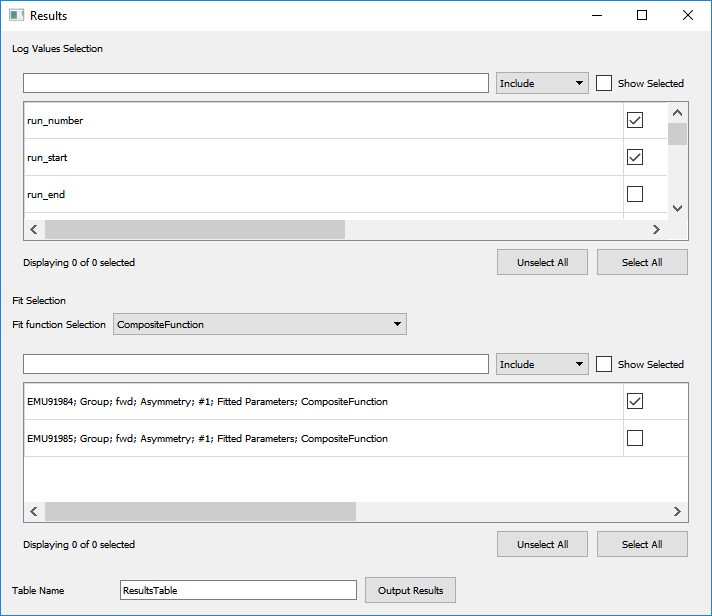 Results
Log Values Selection
Include Show Selected
run_number
run_start
run_end
Displaying 0 of 0 selected Unselect All Select All
Fit Selection
Fit function Selection CompositeFunction
Include Show Selected
EMU91984; Group; fwd; Asymmetry; #1; Fitted Parameters; CompositeFunction
EMU91985; Group; fwd; Asymmetry; #1; Fitted Parameters; CompositeFunction
Displaying 0 of 0 selected Unselect All Select All
Table Name ResultsTable Output Results